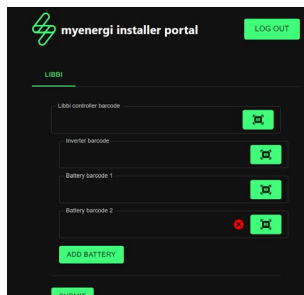 myenergi installer portal
LOG OUT
LIBBI
Libbi controller barcode
Inverter barcode
Battery barcode 1
Battery barcode 2
ADD BATTERY
SUBMIT